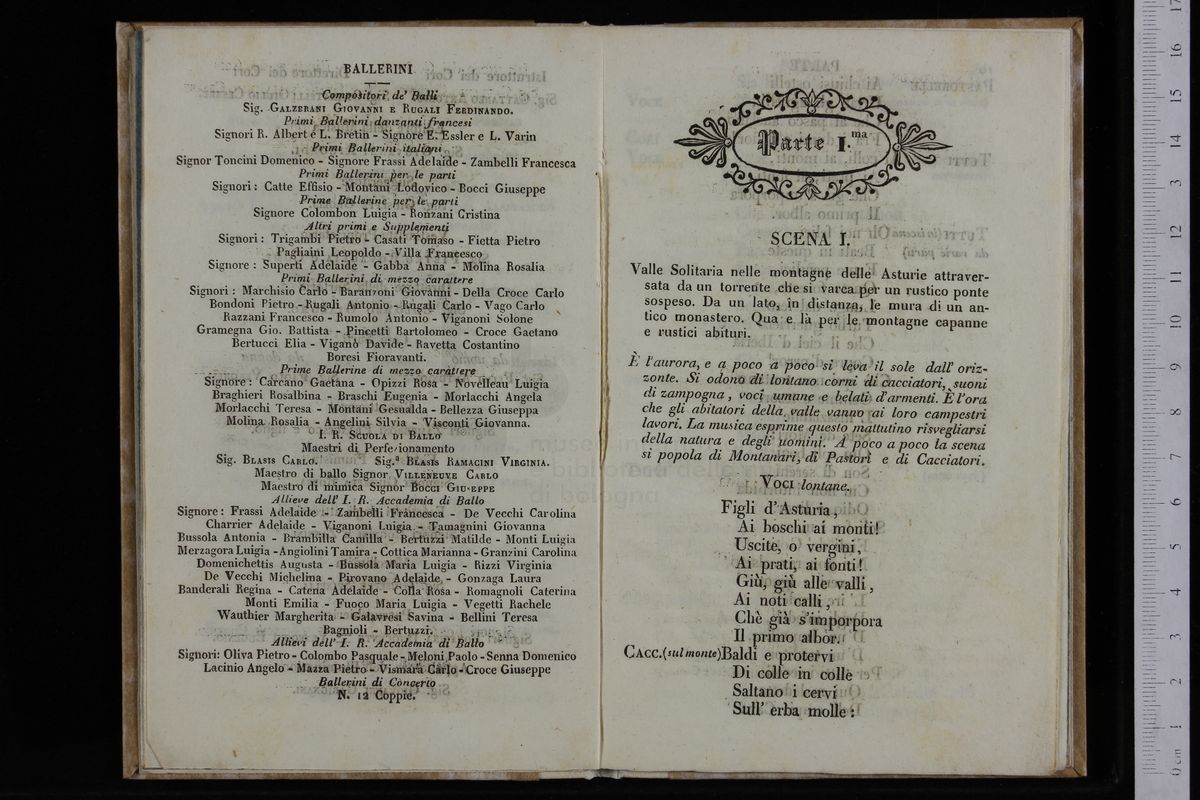 BALLERINI
Compositori de' Balli
Sig. Galzerani Giovanni e Rugali Ferdinando.
Primi Ballerini danzanti francesi
Signori R. Albert e L. Bretin - Signore E. Essler e L. Varin
Primi Ballerini italiani
Signor Toncini Domenico - Signore Frassi Adelaide - Zambelli Francesca
Primi Ballerini per le parti
Signori: Catte Effisio - Montani Lodovico - Bocci Giuseppe
Prime Ballerine per le parti
Signore Colombon Luigia - Ronzani Cristina
Altri primi e Supplementi
Signori: Trigambi Pietro - Casati Tomaso - Fietta Pietro
Pagliaini Leopoldo - Villa Francesco
Signore: Superti Adelaide - Gabba Anna - Molina Rosalia
Primi Ballerini di mezzo carattere
Signori: Marchisio Carlo - Baranzoni Giovanni - Della Croce Carlo
Bondoni Pietro - Rugali Antonio - Rugali Carlo - Vago Carlo
Razzani Francesco - Rumolo Antonio - Viganoni Solone
Gramegna Gio. Battista - Pincetti Bartolomeo - Croce Gaetano
Bertucci Elia - Viganò Davide - Ravetta Costantino
Boresi Fioravanti.
Prime Ballerine di mezzo carattere
Signore: Carcano Gaetana - Opizzi Rosa - Novelleau Luigia
Braghieri Rosalbina - Braschi Eugenia - Morlacchi Angela
Morlacchi Teresa - Montani Gesualda - Bellezza Giuseppa
Molina Rosalia - Angelini Silvia - Visconti Giovanna.
I. R. Scuola di Ballo
Maestri di Perfezionamento
Sig. Blasis Carlo. Sig.ª Blasis Ramacini Virginia.
Maestro di ballo Signor Villeneuve Carlo
Maestro di mimica Signor Bocci Giuseppe
Allieve dell' I. R. Accademia di Ballo
Signore: Frassi Adelaide - Zambelli Francesca - De Vecchi Carolina
Charrier Adelaide - Viganoni Luigia - Tamagnini Giovanna
Bussola Antonia - Brambilla Camilla - Bertuzzi Matilde - Monti Luigia
Merzagora Luigia - Angiolini Tamira - Cottica Marianna - Granzini Carolina
Domenichettis Augusta - Bussola Maria Luigia - Rizzi Virginia
De Vecchi Michelina - Pirovano Adelaide - Gonzaga Laura
Banderali Regina - Catena Adelaide - Colla Rosa - Romagnoli Caterina
Monti Emilia - Fuoco Maria Luigia - Vegetti Rachele
Wauthier Margherita - Galavresi Savina - Bellini Teresa
Bagnioli - Bertuzzi.
Allievi dell' I. R. Accademia di Ballo
Signori: Oliva Pietro - Colombo Pasquale - Meloni Paolo - Senna Domenico
Lacinio Angelo - Mazza Pietro - Vismara Carlo - Croce Giuseppe
Ballerini di Concerto
N. 12 Coppie.
Parte I.ma
SCENA I.
Valle Solitaria nelle montagne delle Asturie attraver-
sata da un torrente che si varca per un rustico ponte
sospeso. Da un lato, in distanza, le mura di un an-
tico monastero. Qua e là per le montagne capanne
e rustici abituri.
È l'aurora, e a poco a poco si leva il sole dall' oriz-
zonte. Si odono di lontano corni di cacciatori, suoni
di zampogna, voci umane e belati d'armenti. È l'ora
che gli abitatori della valle vanno ai loro campestri
lavori. La musica esprime questo mattutino risvegliarsi
della natura e degli uomini. A poco a poco la scena
si popola di Montanari, di Pastori e di Cacciatori.
Voci lontane.
Figli d'Asturia,
Ai boschi ai monti!
Uscite, o vergini,
Ai prati, ai fonti!
Giù, giù alle valli,
Ai noti calli,
Chè già s'imporpora
Il primo albor.
Cacc. (sul monte) Baldi e protervi
Di colle in colle
Saltano i cervi
Sull' erba molle: